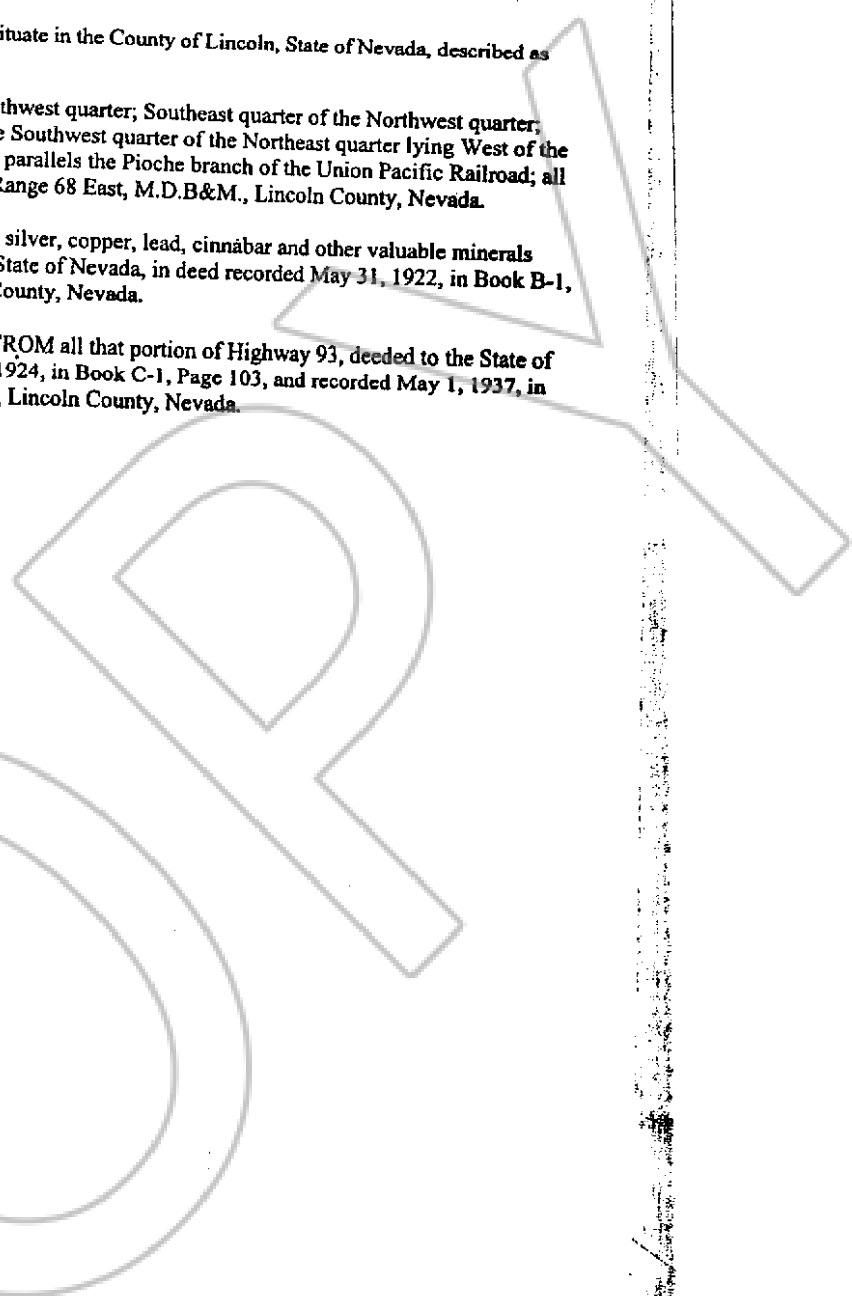 ituate in the County of Lincoln, State of Nevada, described as
thwest quarter; Southeast quarter of the Northwest quarter;
e Southwest quarter of the Northeast quarter lying West of the
parallels the Pioche branch of the Union Pacific Railroad; all
Range 68 East, M.D.B&M., Lincoln County, Nevada.
silver, copper, lead, cinnabar and other valuable minerals
State of Nevada, in deed recorded May 31, 1922, in Book B-1,
County, Nevada.
FROM all that portion of Highway 93, deeded to the State of
1924, in Book C-1, Page 103, and recorded May 1, 1937, in
, Lincoln County, Nevada.
OPY